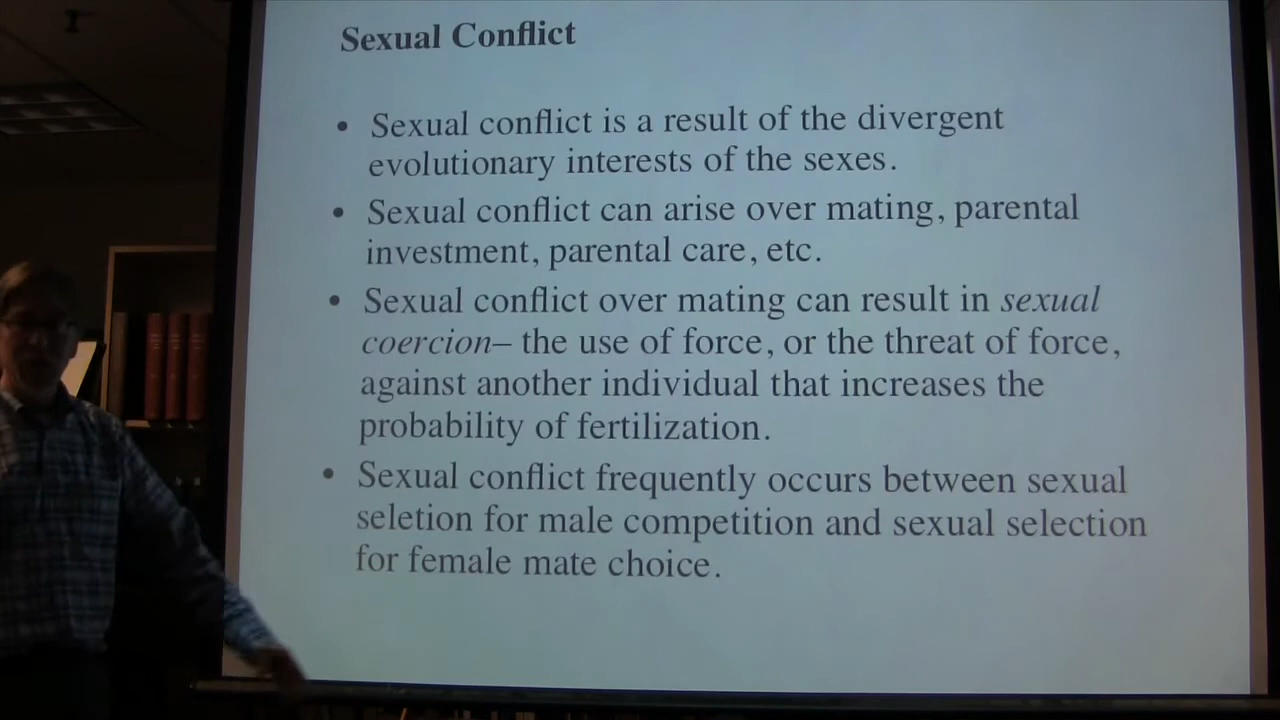 Sexual Conflict
• Sexual conflict is a result of the divergent
evolutionary interests of the sexes.
• Sexual conflict can arise over mating, parental
investment, parental care, etc.
• Sexual conflict over mating can result in sexual
coercion– the use of force, or the threat of force,
against another individual that increases the
probability of fertilization.
• Sexual conflict frequently occurs between sexual
seletion for male competition and sexual selection
for female mate choice.